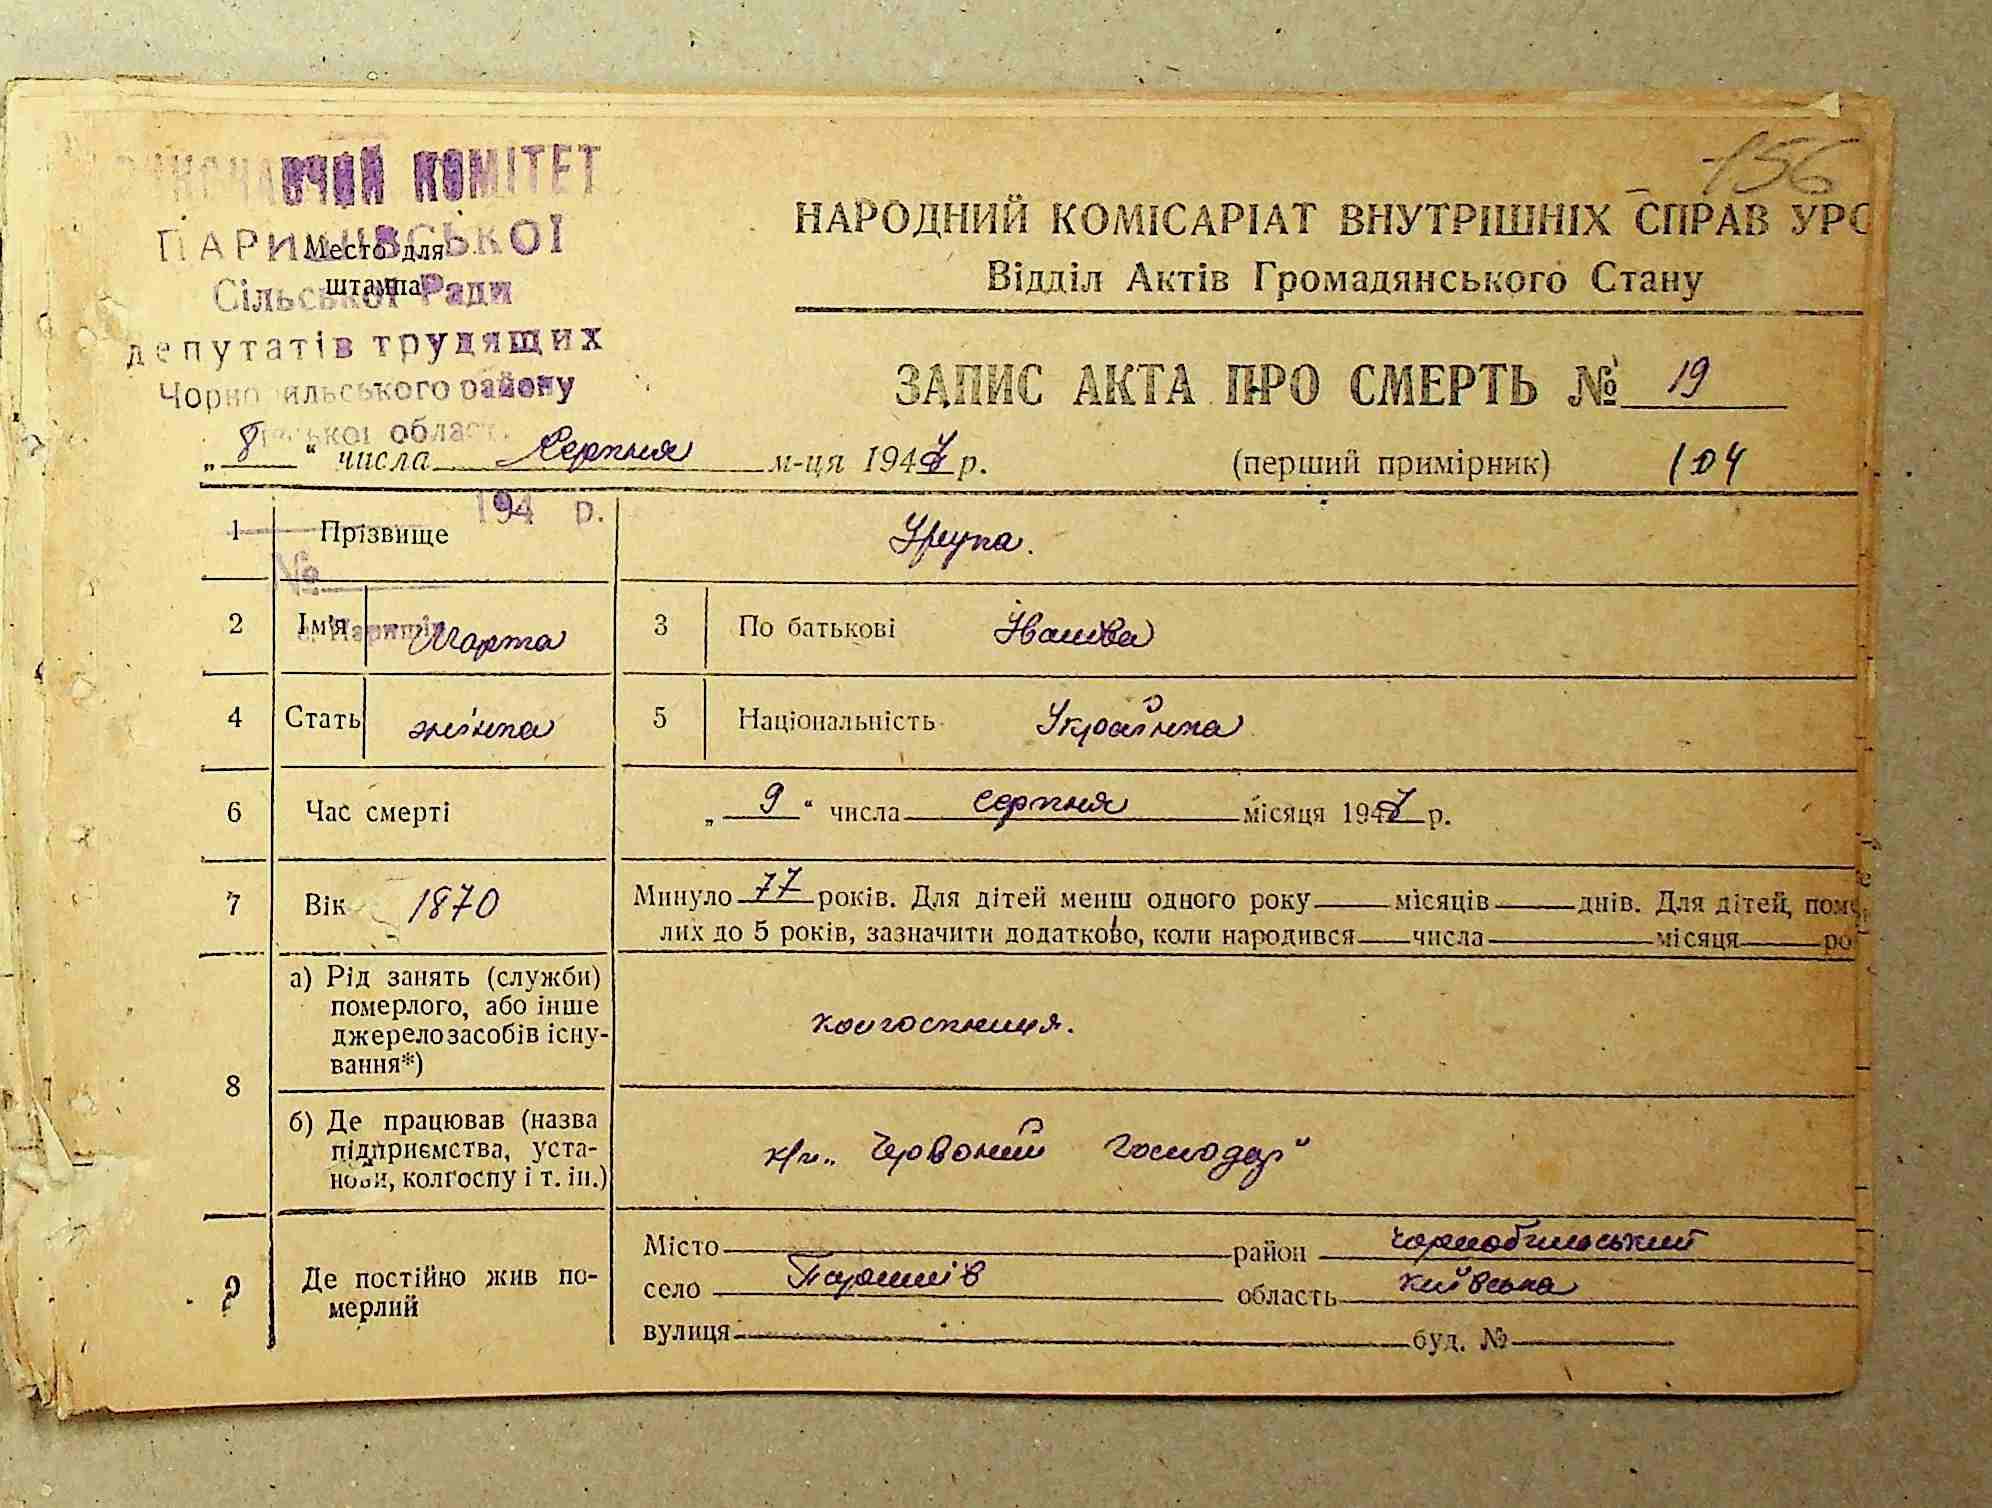 ВИКОНАВЧИЙ КОМІТЕТ
ПАРИШІВСЬКОЇ
Место для
штампа
Сільської Ради
депутатів трудящих
Чорнобильського району
області
194 р.
№
156
НАРОДНИЙ КОМІСАРІАТ ВНУТРІШНІХ СПРАВ УРС
Відділ Актів Громадянського Стану
ЗАПИС АКТА ПРО СМЕРТЬ № 19
„ 8 “ числа Серпня м-ця 1947 р. (перший примірник) 104
1 Прізвище
2 Ім'я Марта 3 По батькові Іванівна
4 Стать жінка 5 Національність Українка
6 Час смерті „ 9 “ числа серпня місяця 1947 р.
7 Вік 1870 Минуло 77 років. Для дітей менш одного року місяців днів. Для дітей, поме
лих до 5 років, зазначити додатково, коли народився числа місяця ро
8 а) Рід занять (служби)
померлого, або інше
джерело засобів існу-
вання*)
колгоспниця.
б) Де працював (назва
підприємства, уста-
нови, колгоспу і т. ін.)
к/г „Червоний Господар"
9 Де постійно жив по-
мерлий
Місто район Чорнобильський
село Паришів область Київська
вулиця буд. №